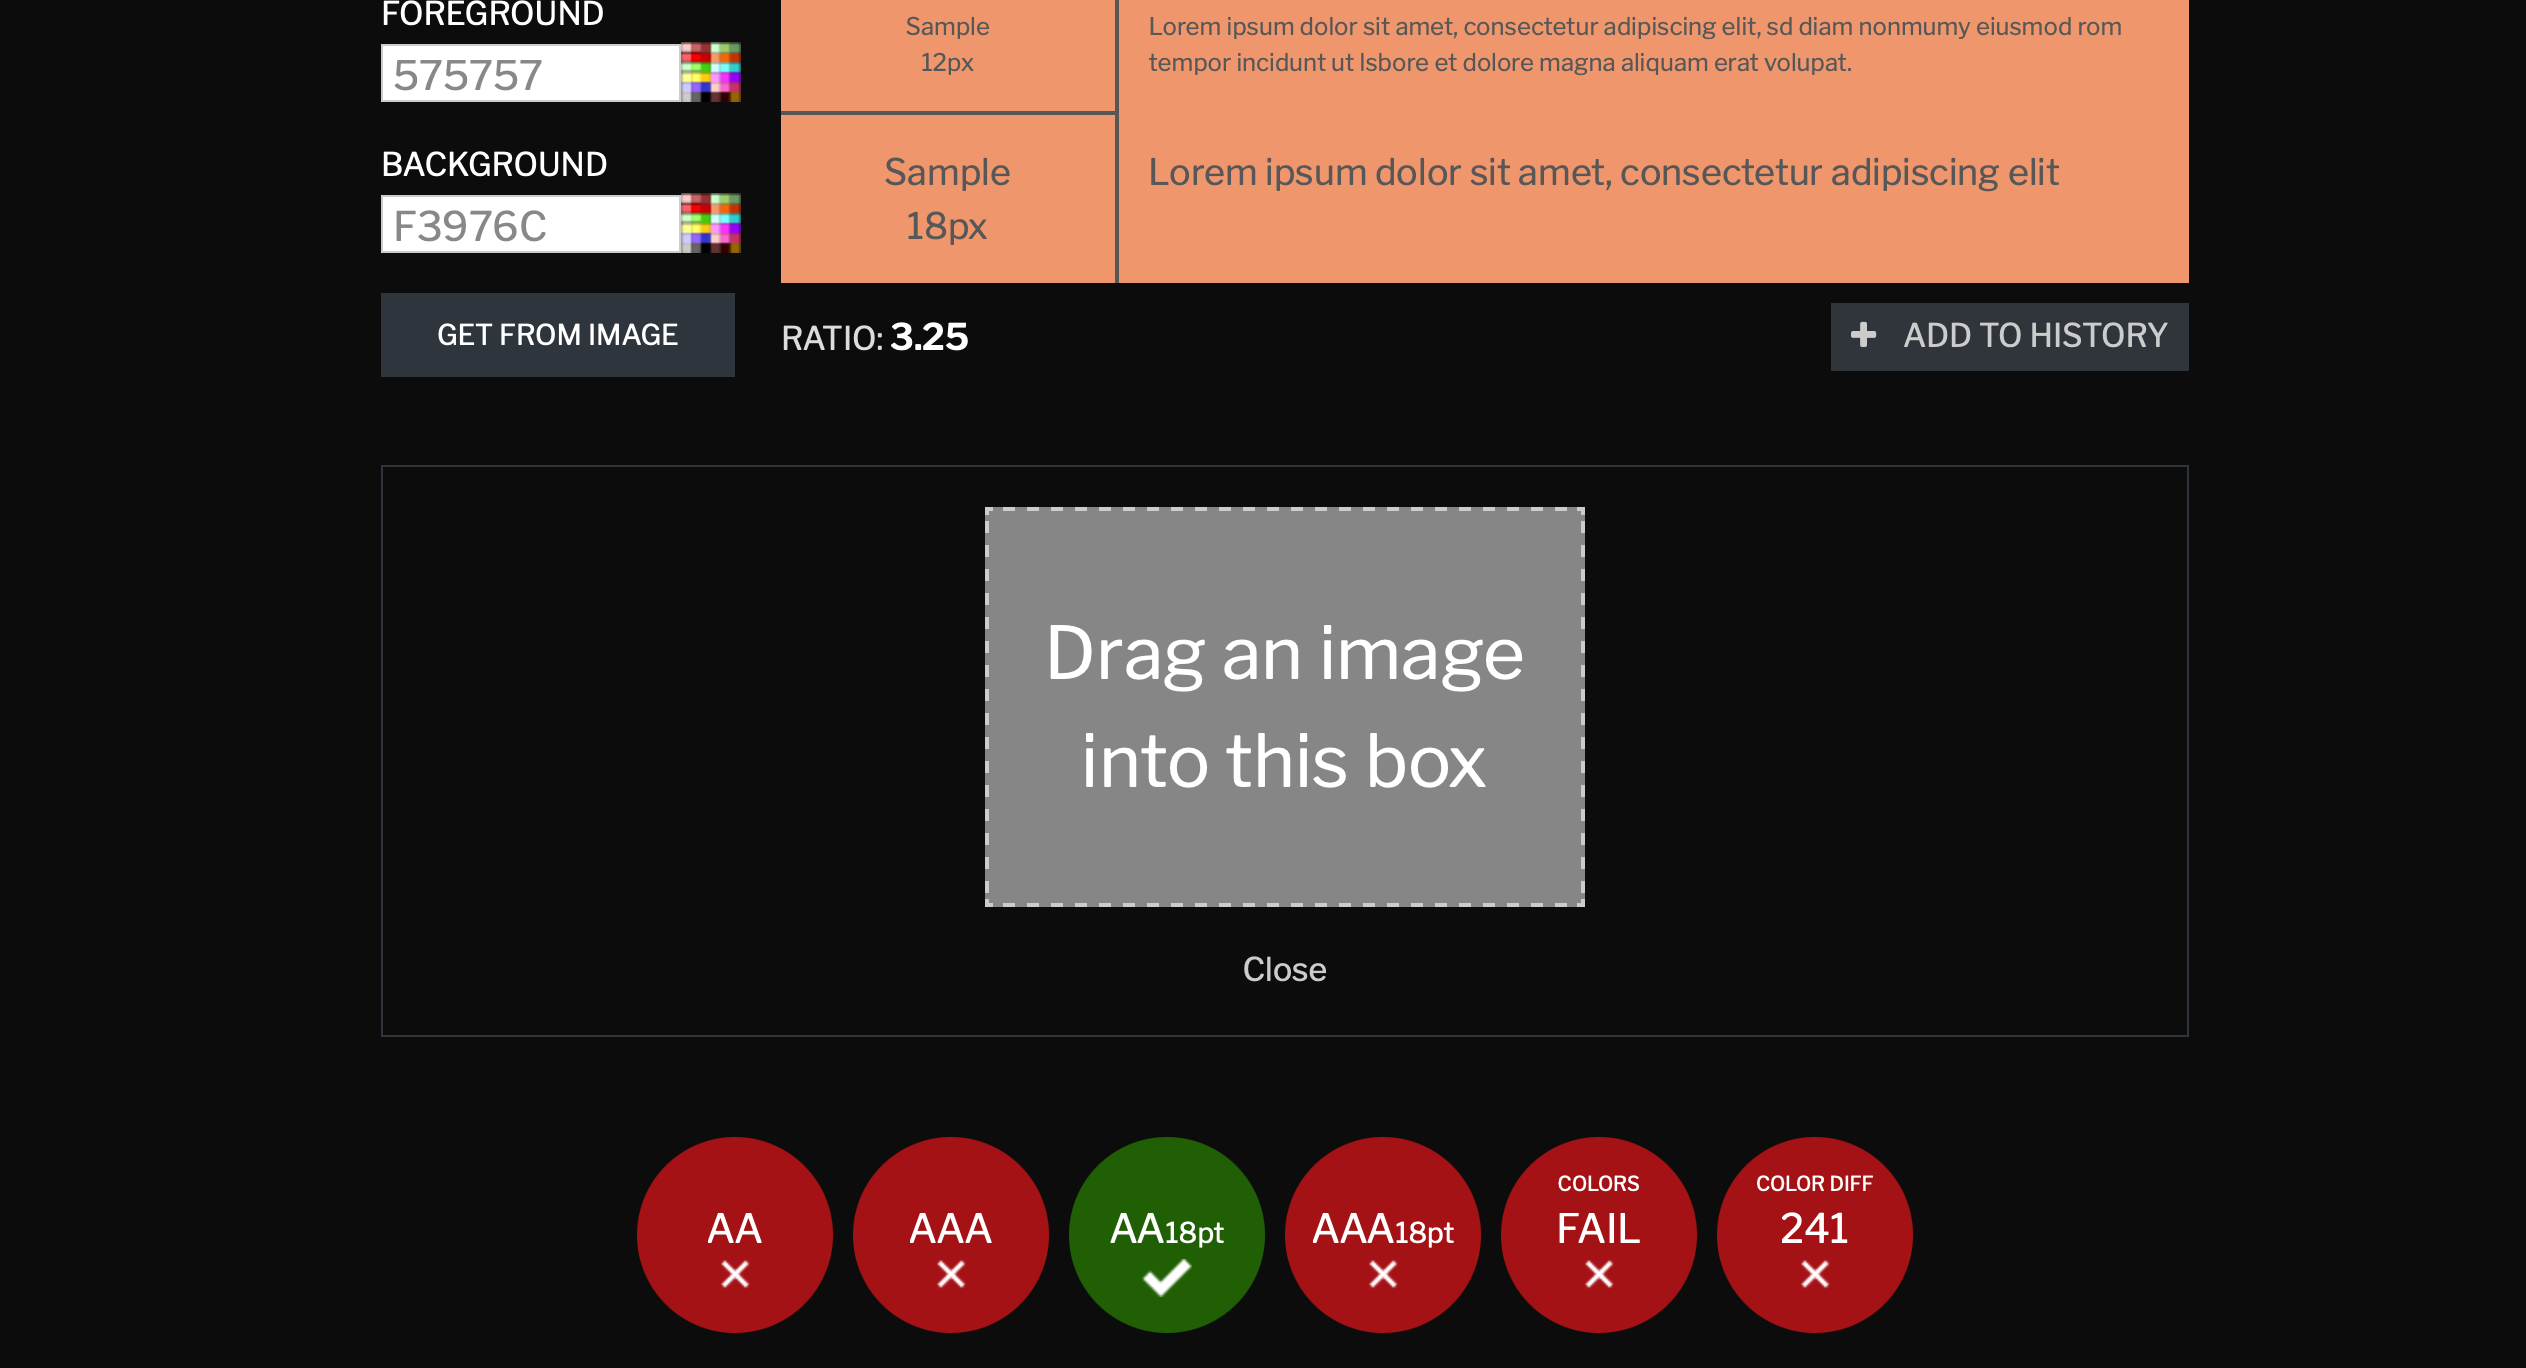 FOREGROUND
575757
BACKGROUND
F3976C
GET FROM IMAGE
Sample
12px
Lorem ipsum dolor sit amet, consectetur adipiscing elit, sd diam nonmumy eiusmod rom
tempor incidunt ut lsbore et dolore magna aliquam erat volupat.
Sample
18px
Lorem ipsum dolor sit amet, consectetur adipiscing elit
RATIO: 3.25
ADD TO HISTORY
Drag an image
into this box
Close
AA
AAA
AA18pt
AAA18pt
COLORS
FAIL
COLOR DIFF
241